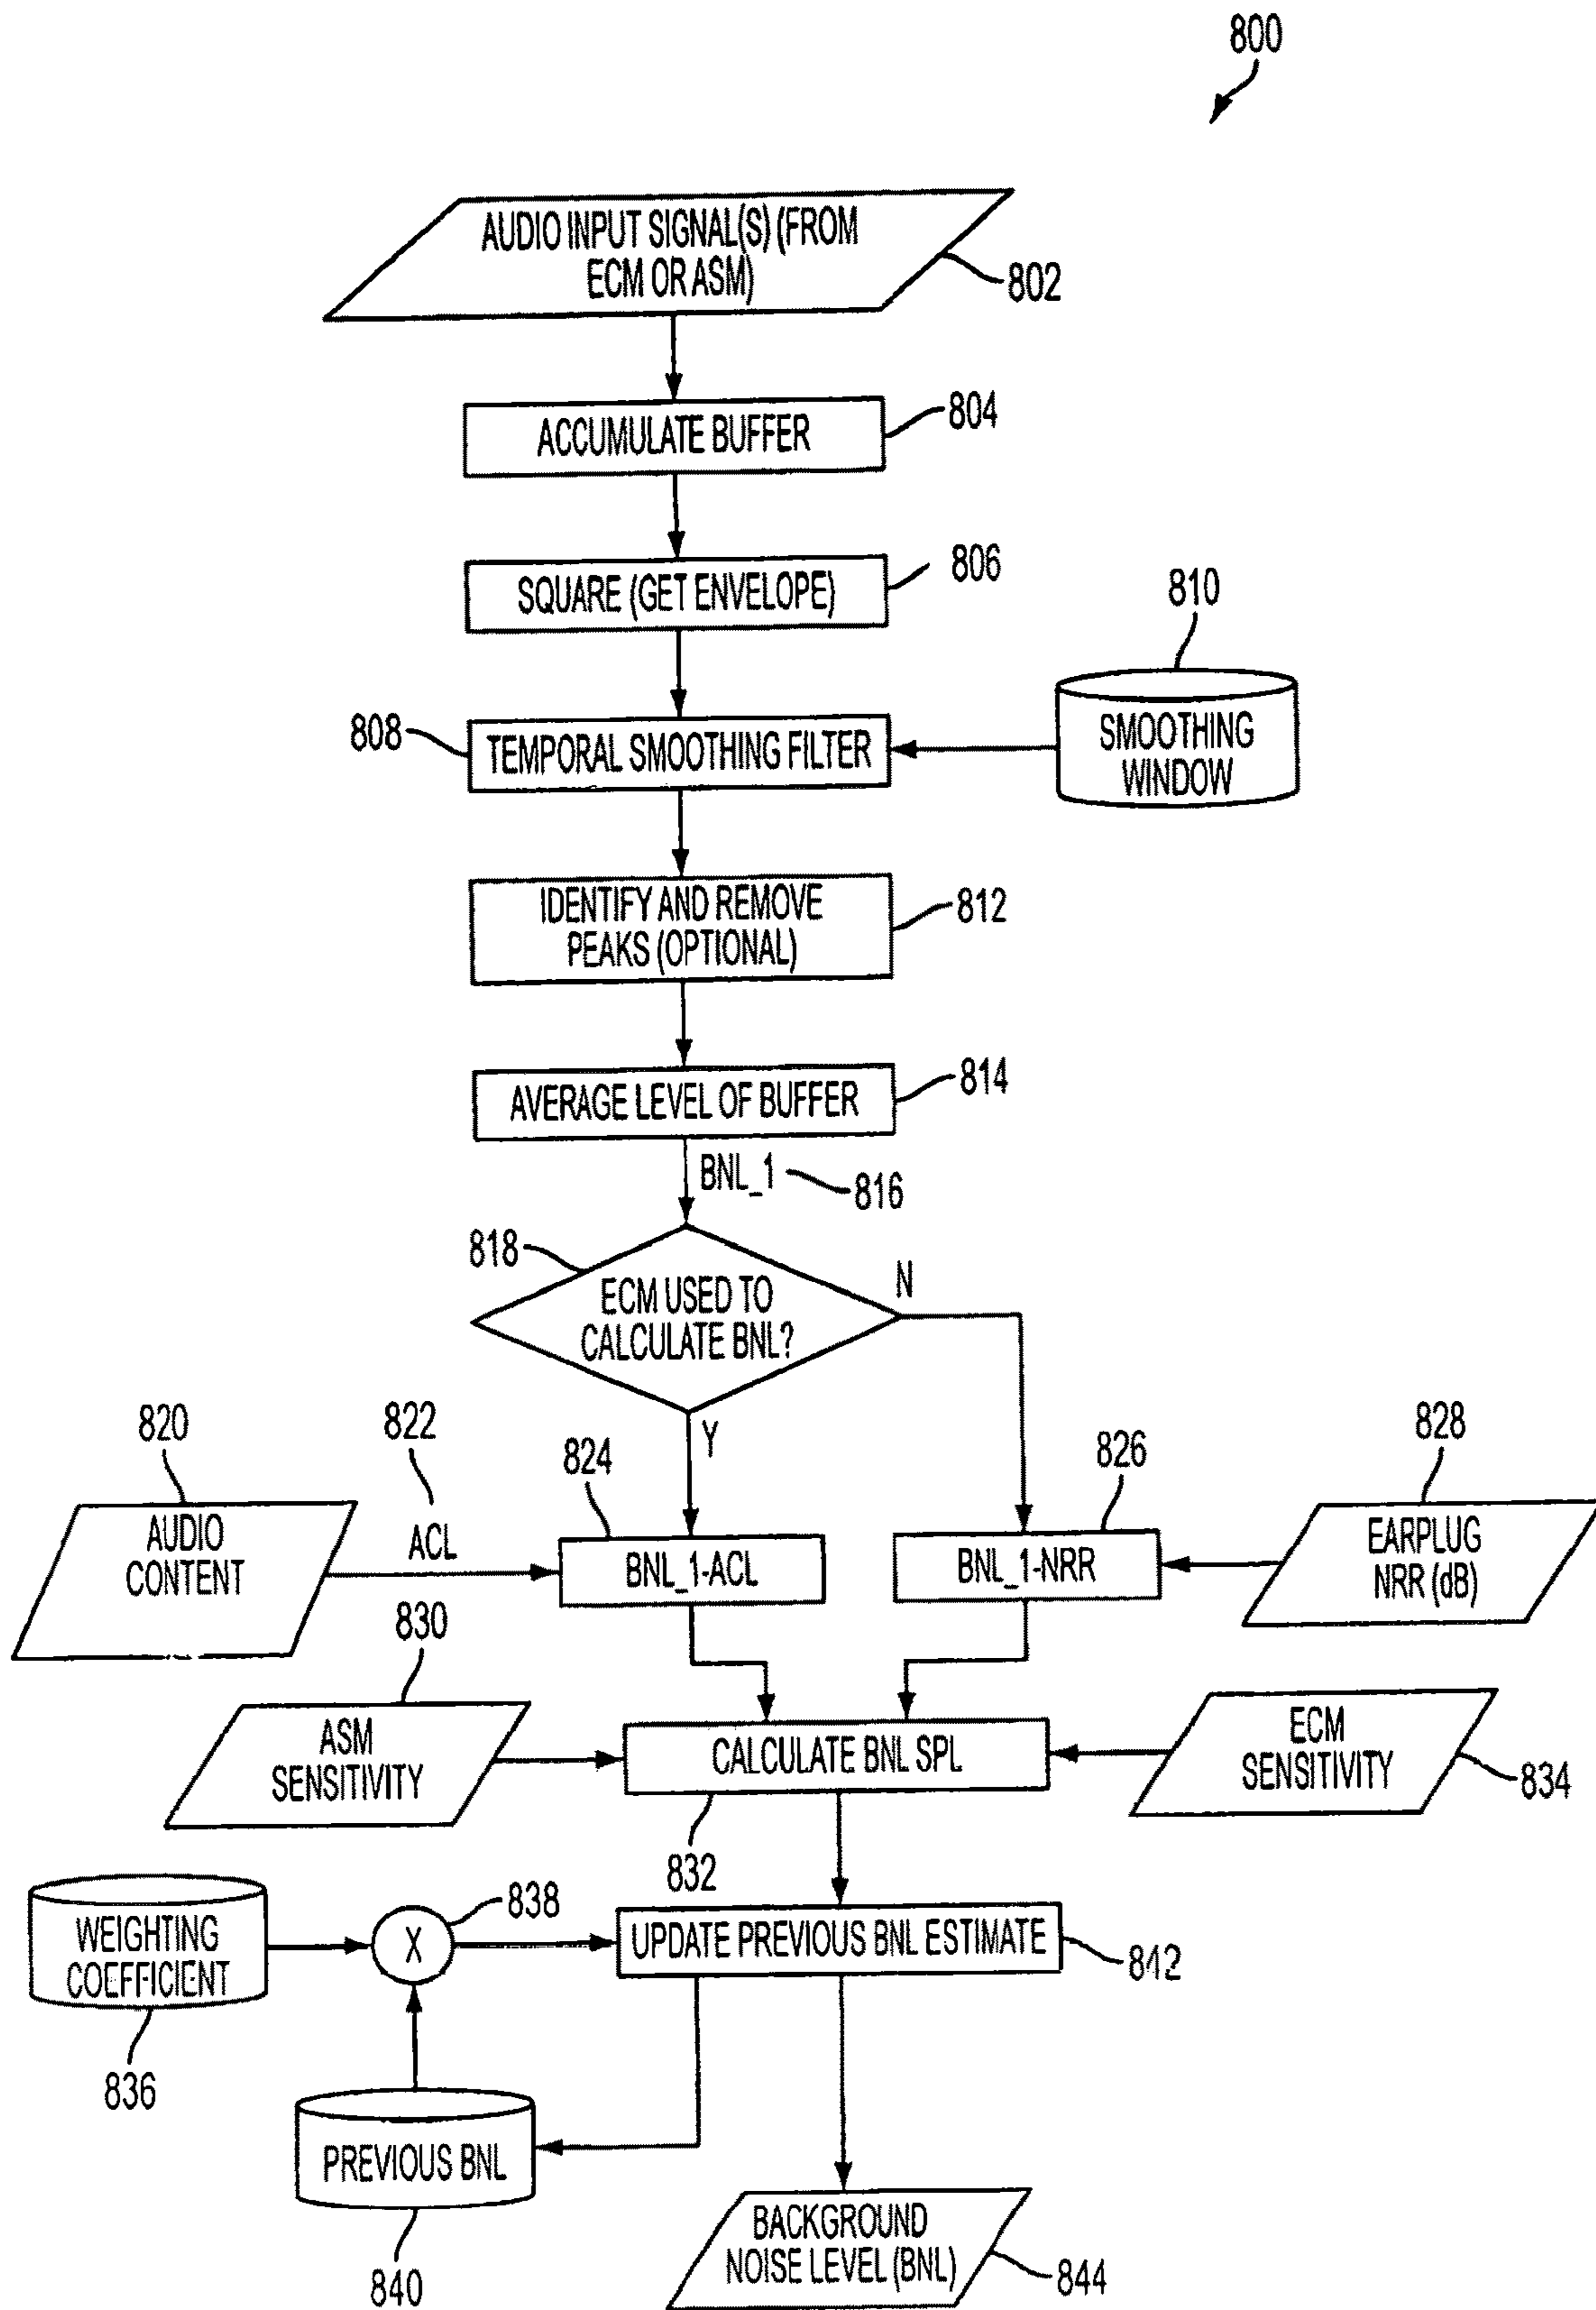 800
AUDIO INPUT SIGNAL(S) (FROM
ECM OR ASM)
802
ACCUMULATE BUFFER
804
SQUARE (GET ENVELOPE)
806
810
808
TEMPORAL SMOOTHING FILTER
SMOOTHING
WINDOW
IDENTIFY AND REMOVE
PEAKS (OPTIONAL)
812
AVERAGE LEVEL OF BUFFER
814
BNL_1
816
818
ECM USED TO
CALCULATE BNL?
N
Y
820
822
824
826
828
AUDIO
CONTENT
ACL
BNL_1-ACL
BNL_1-NRR
EARPLUG
NRR (dB)
830
ASM
SENSITIVITY
CALCULATE BNL SPL
ECM
SENSITIVITY
834
832
WEIGHTING
COEFFICIENT
838
X
UPDATE PREVIOUS BNL ESTIMATE
842
836
PREVIOUS BNL
840
BACKGROUND
NOISE LEVEL (BNL)
844